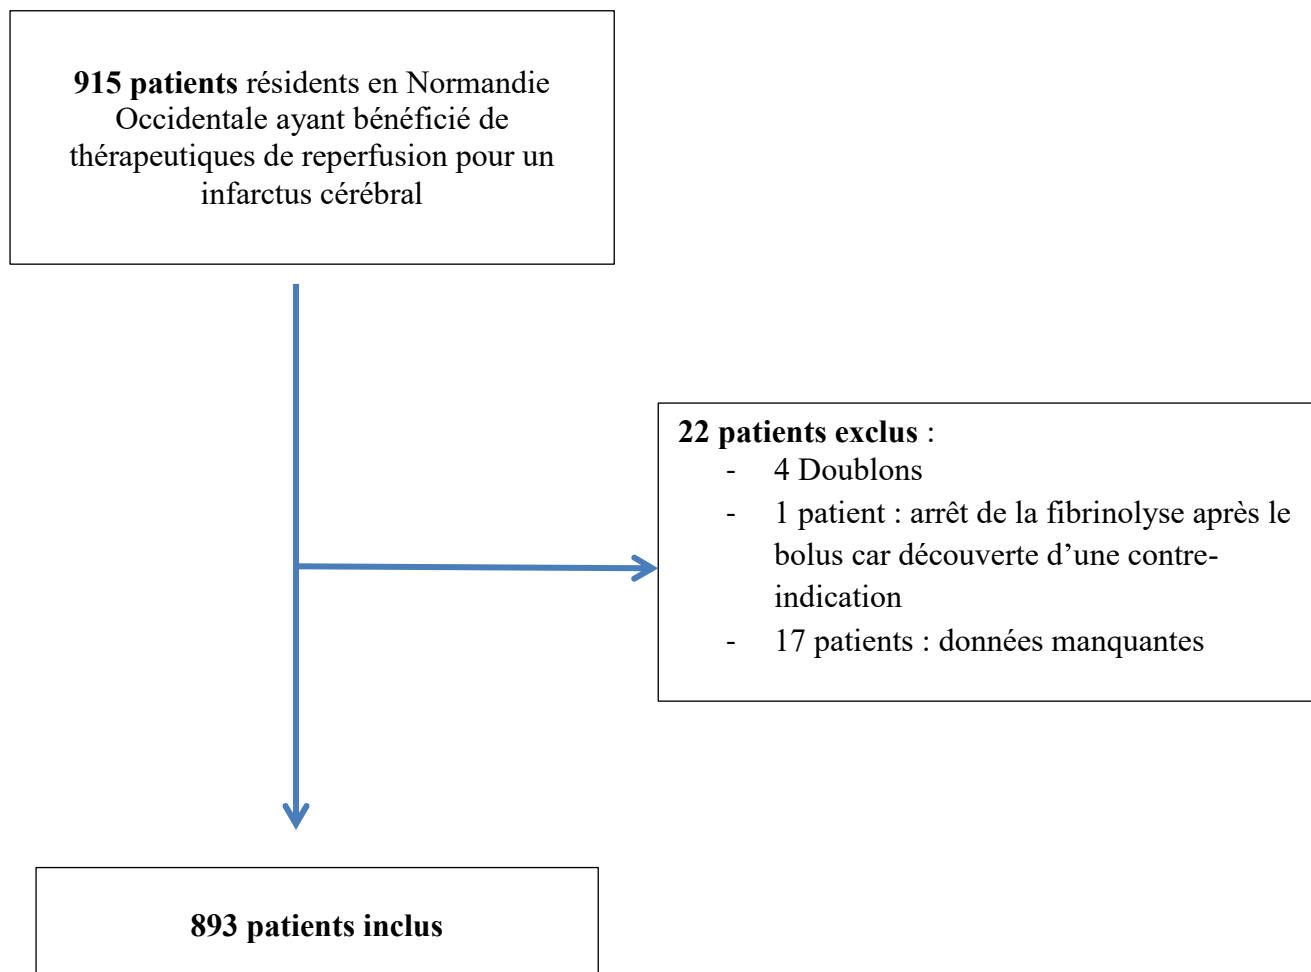 915 patients résidents en Normandie
Occidentale ayant bénéficié de
thérapeutiques de reperfusion pour un
infarctus cérébral
22 patients exclus :
- 4 Doublons
- 1 patient : arrêt de la fibrinolyse après le
bolus car découverte d’une contre-
indication
- 17 patients : données manquantes
893 patients inclus